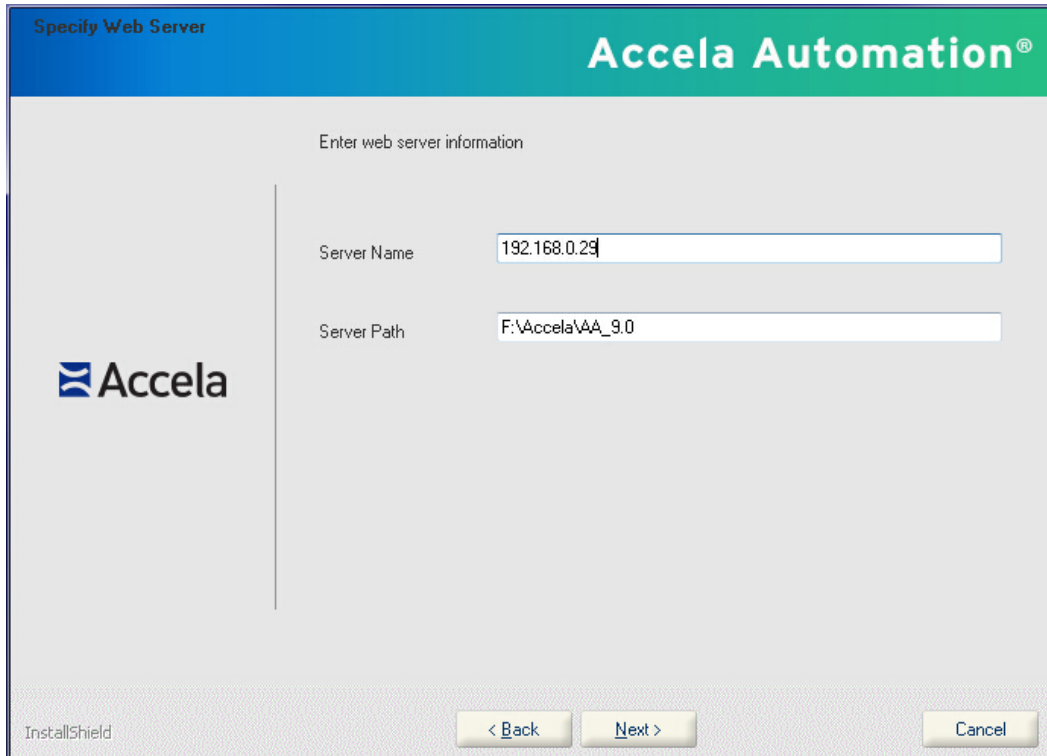 Specify Web Server
Accela Automation®
Enter web server information
Server Name
192.168.0.29
Server Path
F:\Accela\AA_9.0
Accela
InstallShield
< Back
Next >
Cancel